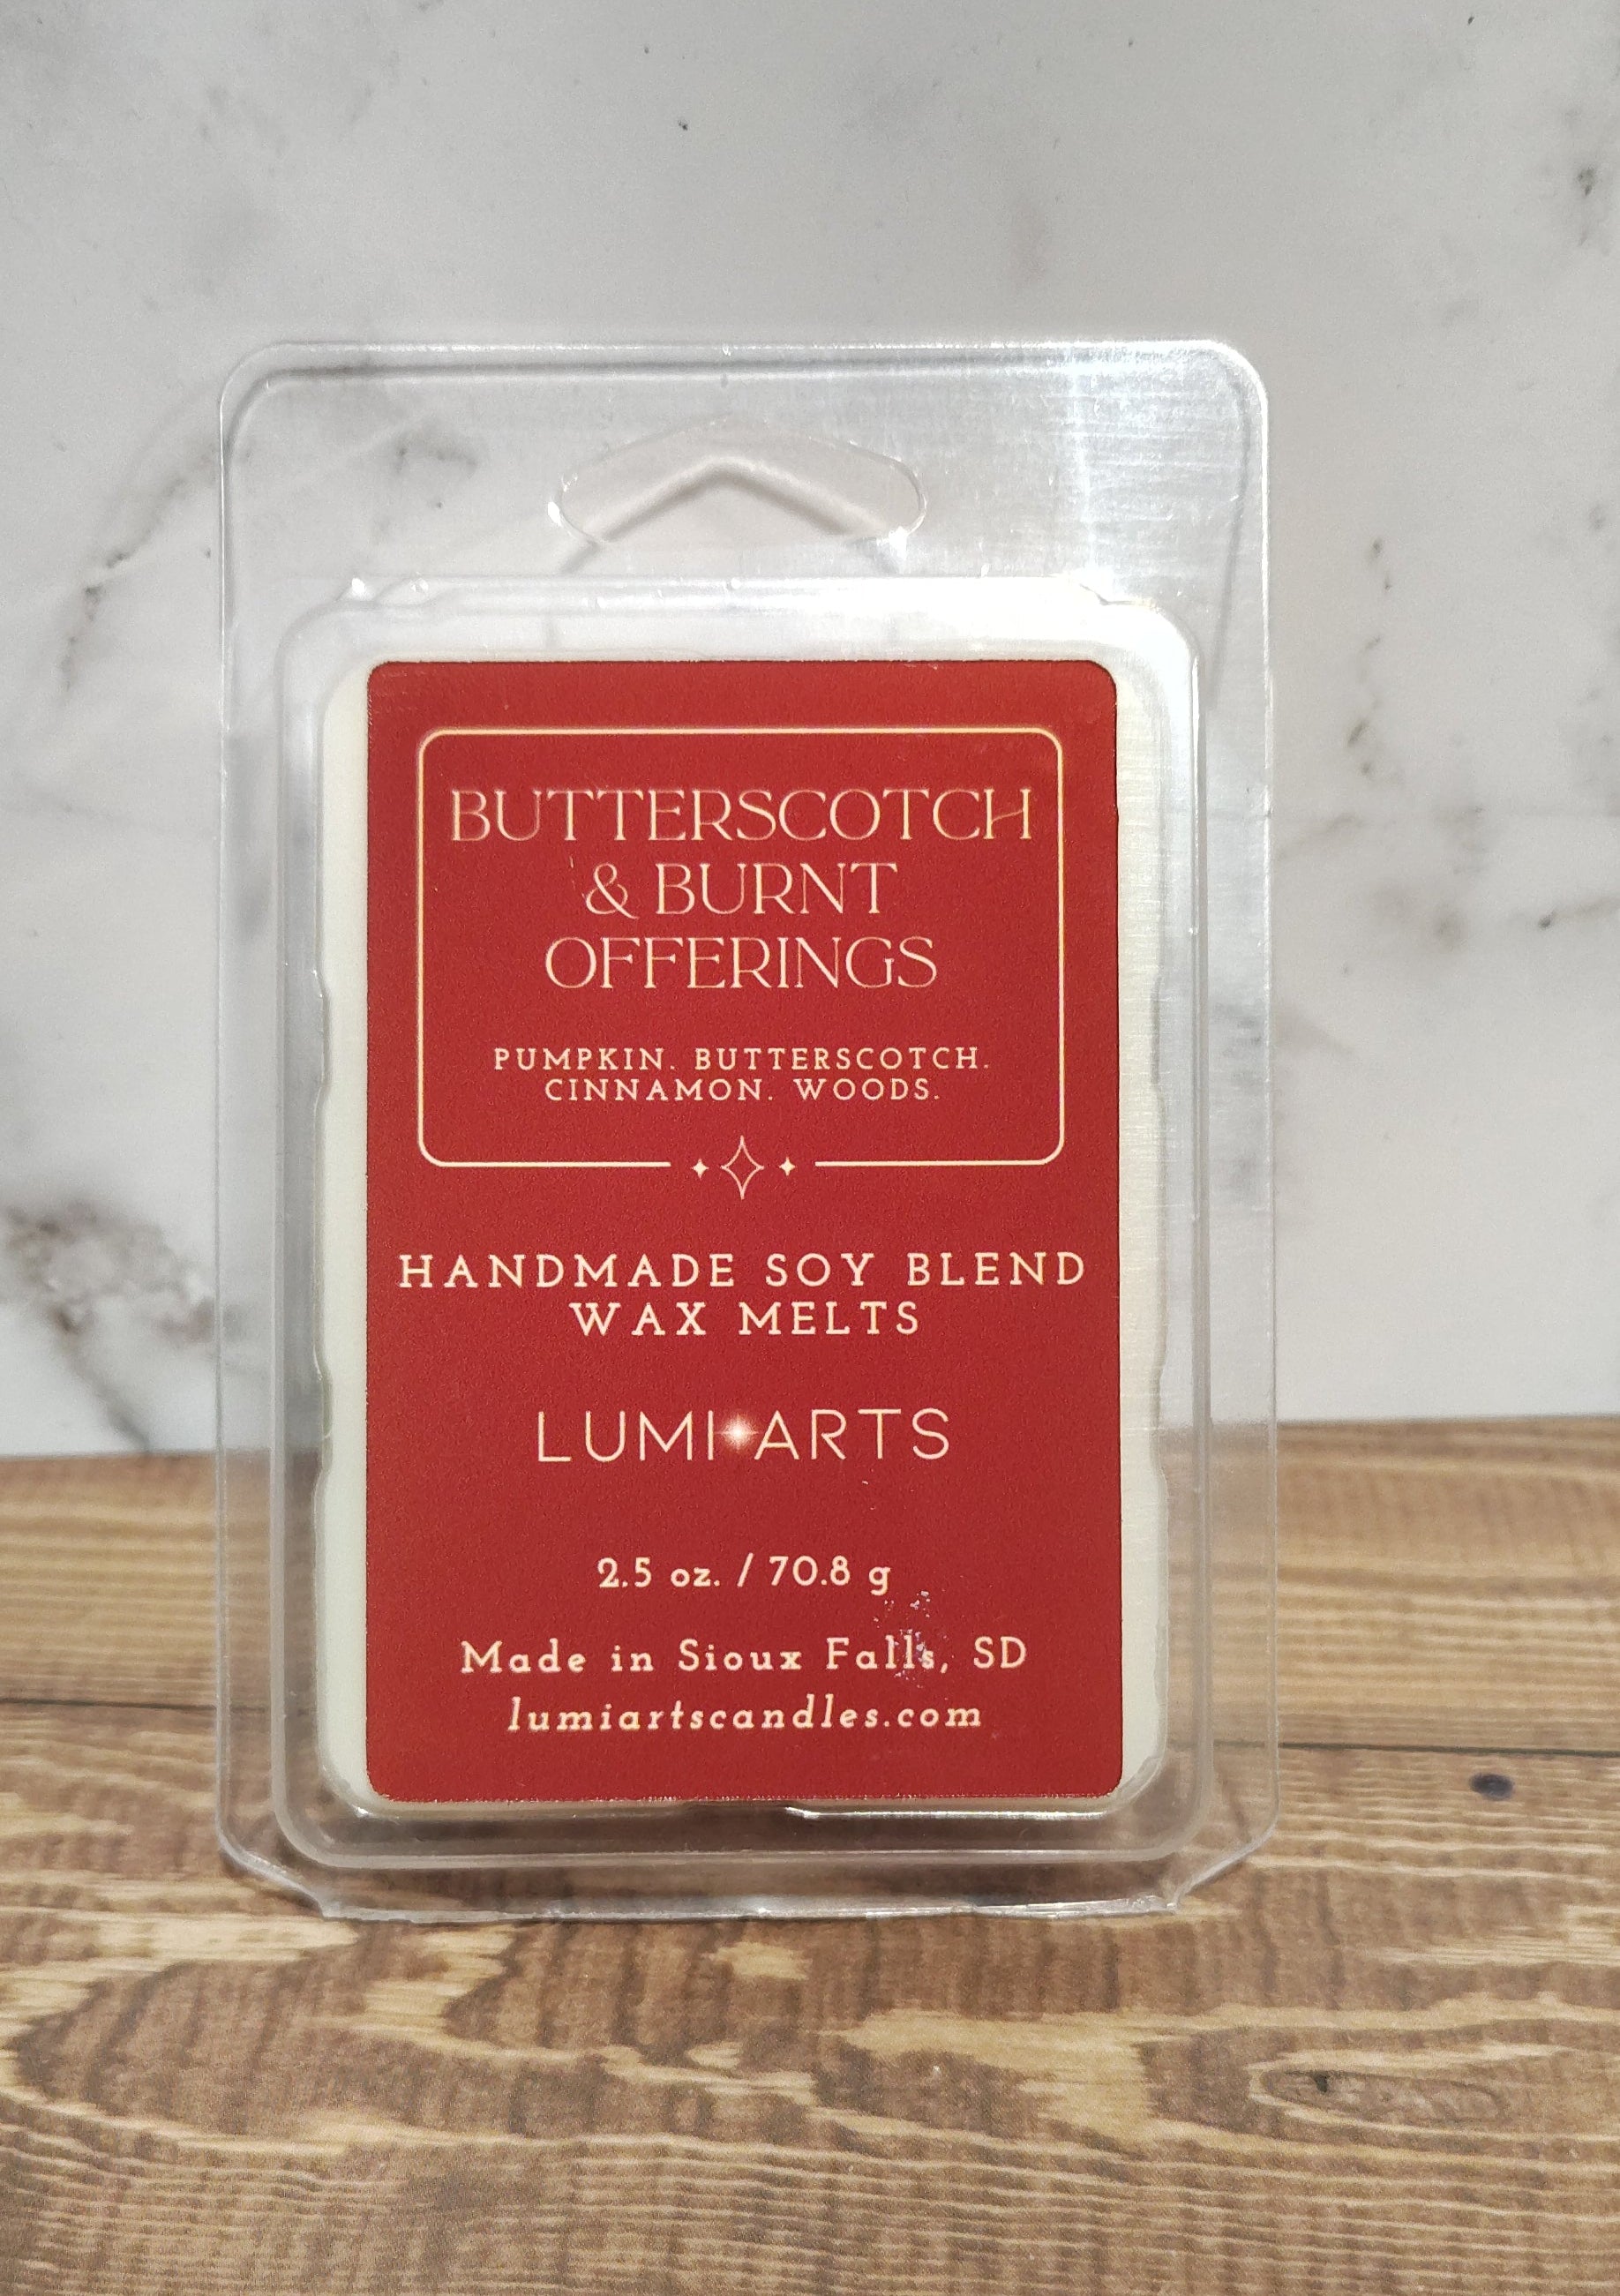 BUTTERSCOTCH
& BURNT
OFFERINGS
PUMPKIN. BUTTERSCOTCH.
CINNAMON. WOODS.
HANDMADE SOY BLEND
WAX MELTS
LUMI ARTS
2.5 oz. / 70.8 g
Made in Sioux Falls, SD
lumiartscandles.com